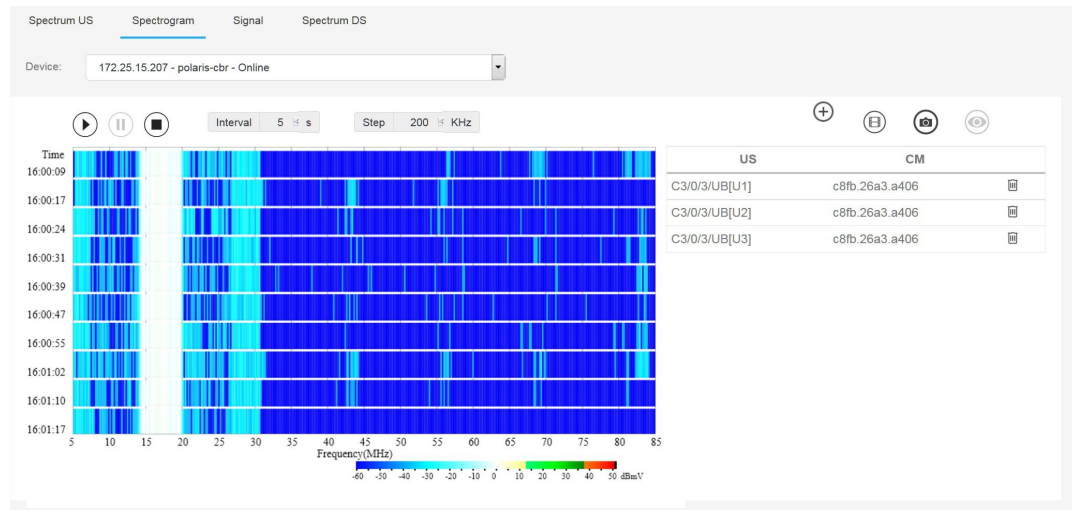 Spectrum US Spectrogram Signal Spectrum DS
Device: 172.25.15.207 - polaris-cbr - Online
Interval 5 s Step 200 KHz
US CM
C3/0/3/UB[U1] c8fb.26a3.a406
C3/0/3/UB[U2] c8fb.26a3.a406
C3/0/3/UB[U3] c8fb.26a3.a406
Time
16:00:09
16:00:17
16:00:24
16:00:31
16:00:39
16:00:47
16:00:55
16:01:02
16:01:10
16:01:17
5 10 15 20 25 30 35 40 45 50 55 60 65 70 75 80 85
Frequency(MHz)
-60 -50 -40 -30 -20 -10 0 10 20 30 40 50 dBmV